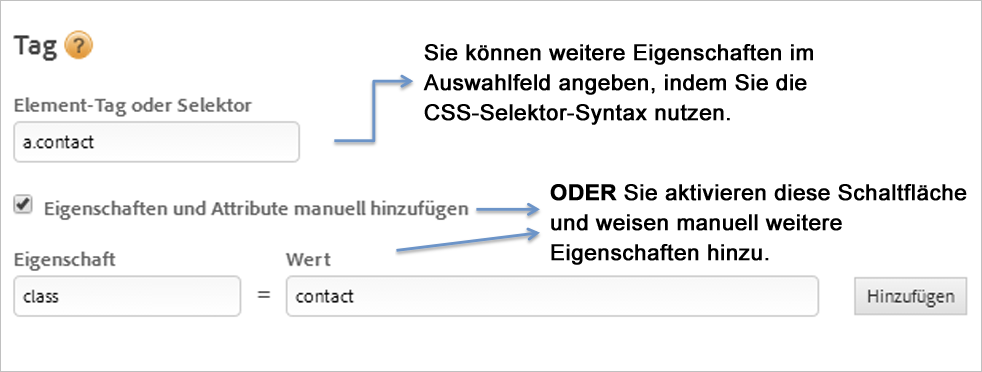 Tag ?
Sie können weitere Eigenschaften im
Auswahlfeld angeben, indem Sie die
CSS-Selektor-Syntax nutzen.
Element-Tag oder Selektor
a.contact
Eigenschaften und Attribute manuell hinzufügen
ODER Sie aktivieren diese Schaltfläche
und weisen manuell weitere
Eigenschaften hinzu.
Eigenschaft Wert
class = contact Hinzufügen